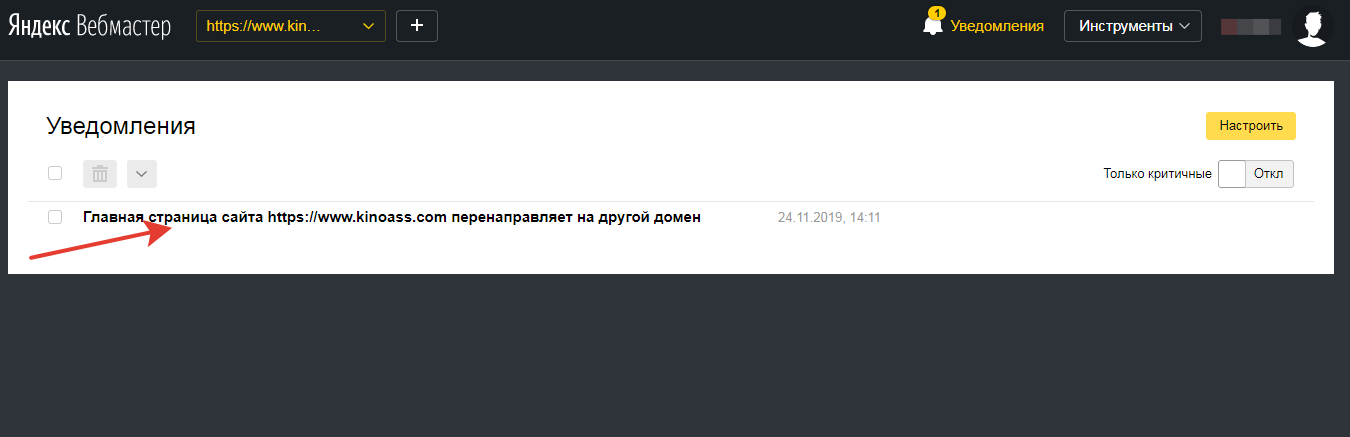 Яндекс Вебмастер
https://www.kin...
+
1
Уведомления
Инструменты
Уведомления
Настроить
Только критичные
Откл
Главная страница сайта https://www.kinoass.com перенаправляет на другой домен
24.11.2019, 14:11